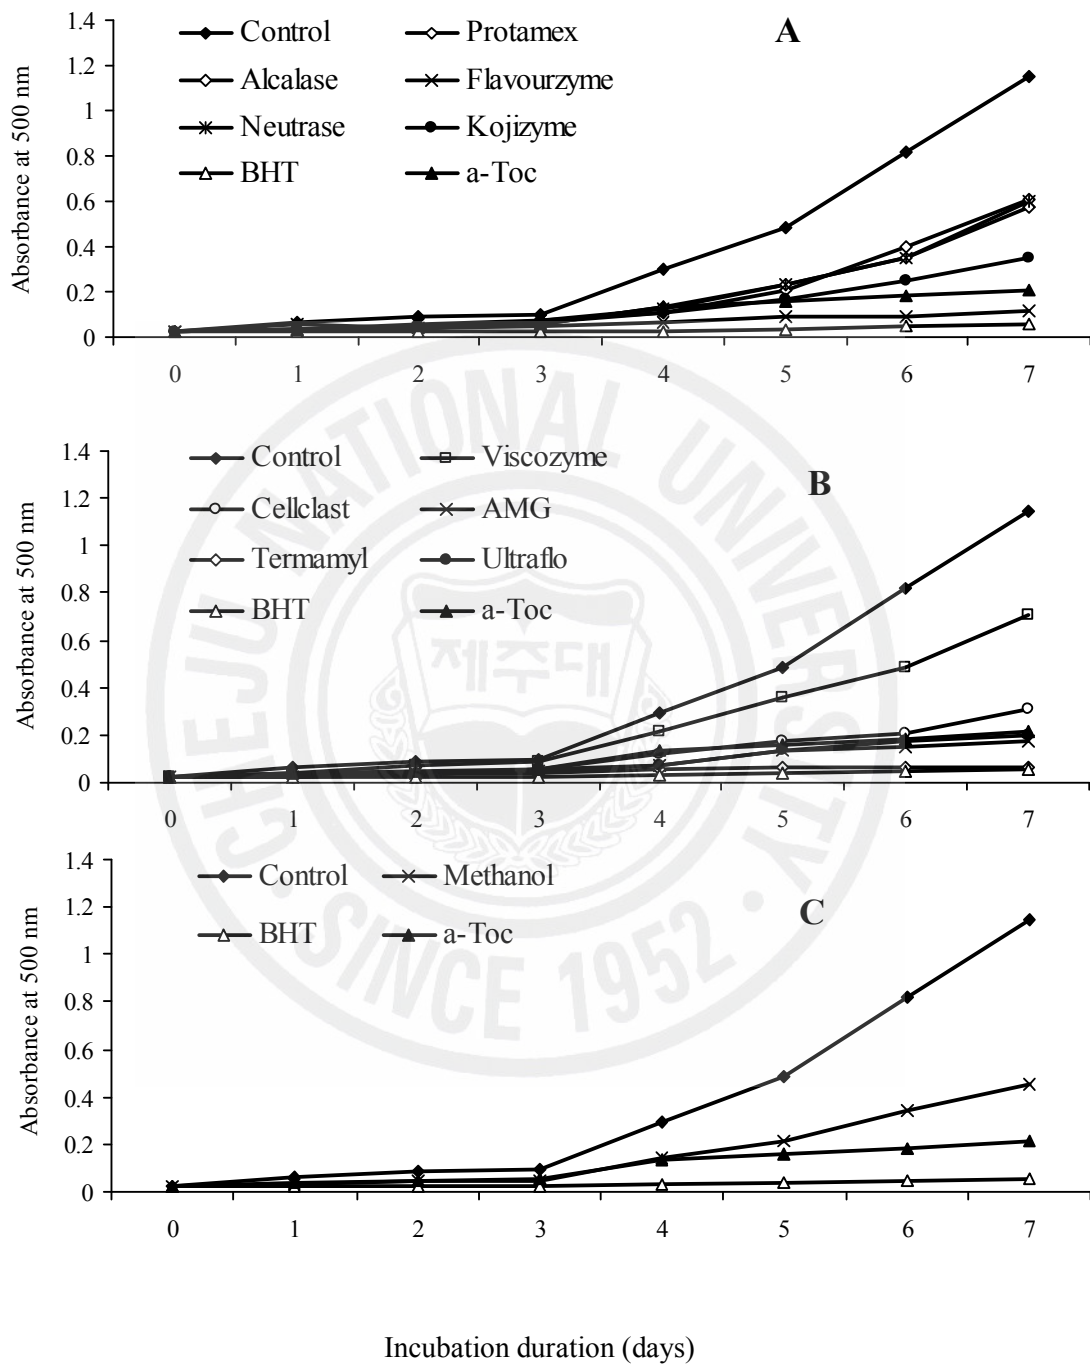 A
Control
Protamex
Alcalase
Flavourzyme
Neutrase
Kojizyme
BHT
a-Toc
Absorbance at 500 nm
1.4
1.2
1
0.8
0.6
0.4
0.2
0
0 1 2 3 4 5 6 7
B
Control
Viscozyme
Cellclast
AMG
Termamyl
Ultraflo
BHT
a-Toc
Absorbance at 500 nm
1.4
1.2
1
0.8
0.6
0.4
0.2
0
0 1 2 3 4 5 6 7
C
Control
Methanol
BHT
a-Toc
Absorbance at 500 nm
1.4
1.2
1
0.8
0.6
0.4
0.2
0
0 1 2 3 4 5 6 7
Incubation duration (days)
CHEJU NATIONAL UNIVERSITY
SINCE 1952
제주대